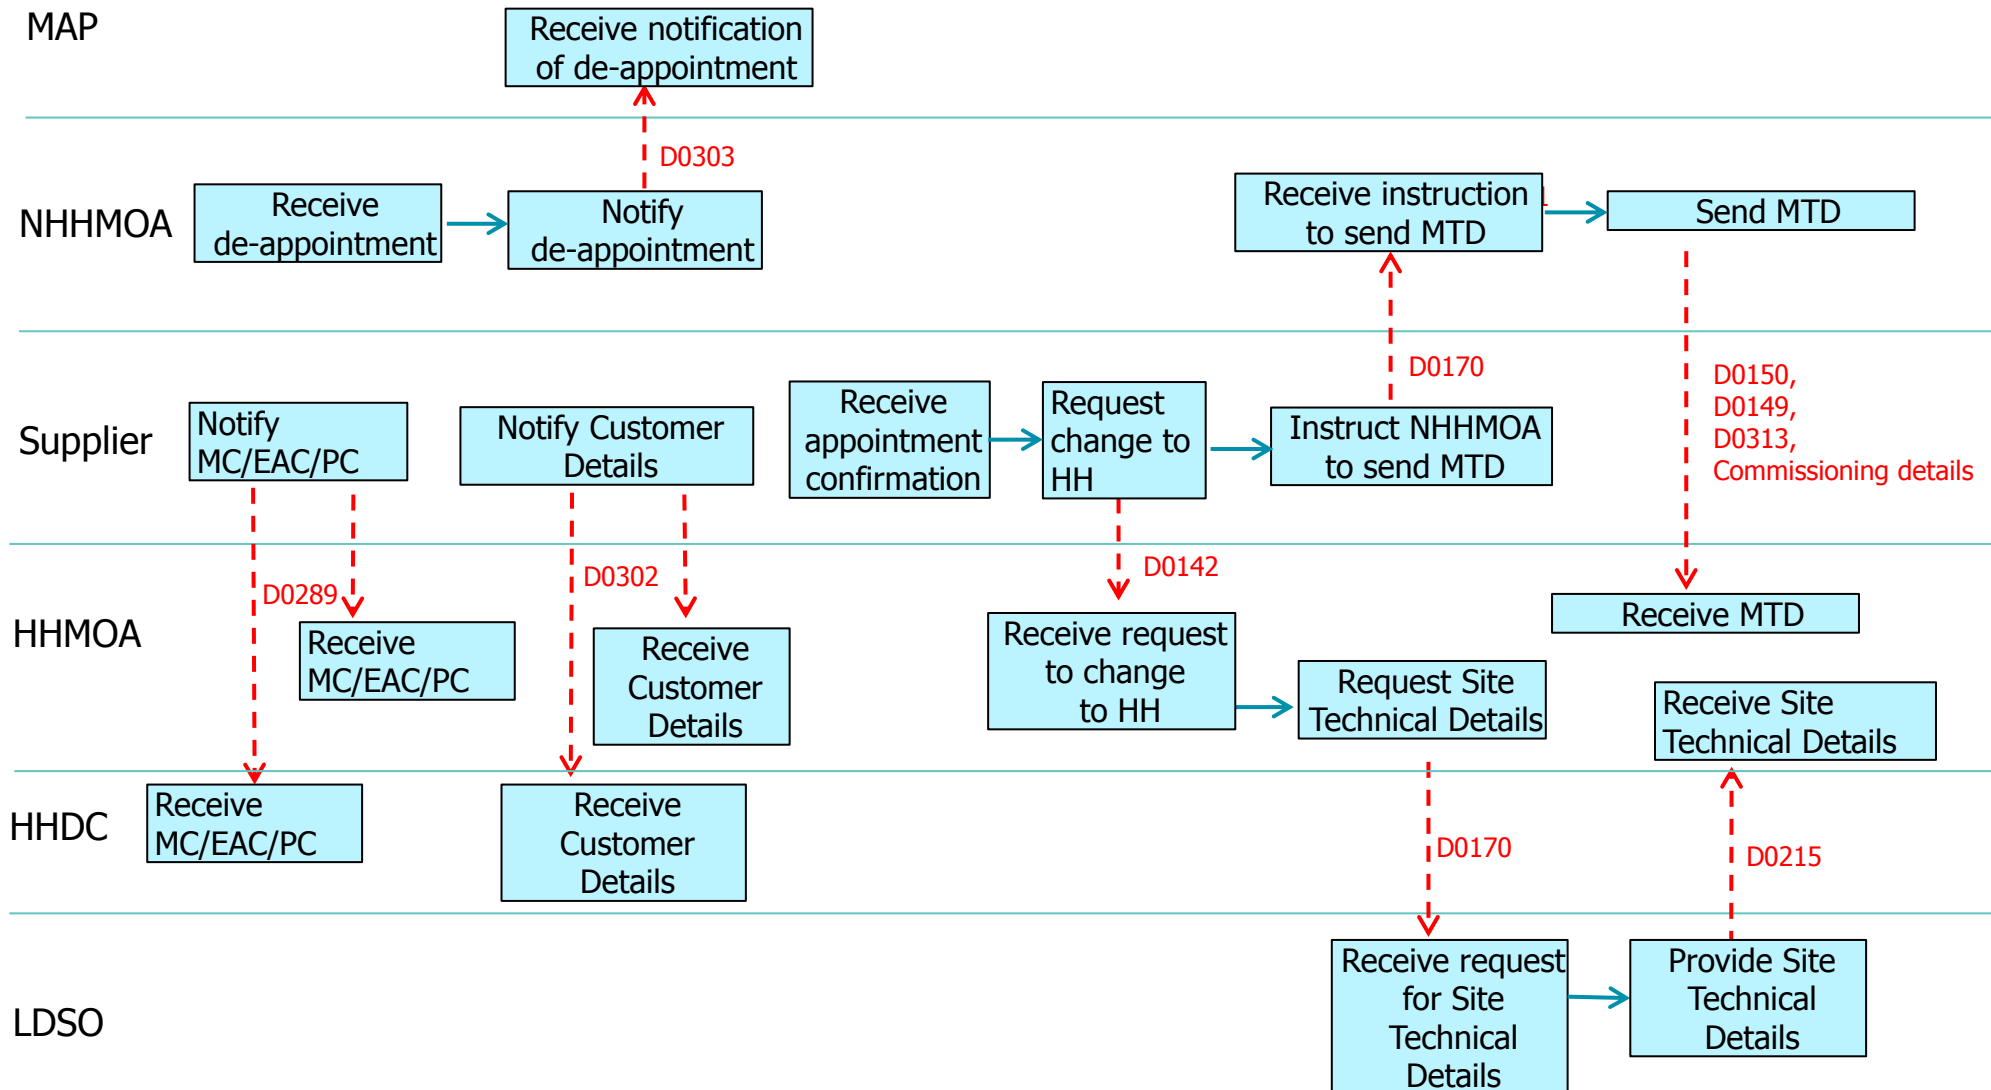 MAP
Receive notification
of de-appointment
D0303
NHHMOA
Receive
de-appointment
Notify
de-appointment
Receive instruction
to send MTD
Send MTD
D0170
D0150,
D0149,
D0313,
Commissioning details
Supplier
Notify
MC/EAC/PC
Notify Customer
Details
Receive
appointment
confirmation
Request
change to
HH
Instruct NHHMOA
to send MTD
D0289
D0302
D0142
HHMOA
Receive
MC/EAC/PC
Receive
Customer
Details
Receive request
to change
to HH
Request Site
Technical Details
Receive MTD
Receive Site
Technical Details
HHDC
Receive
MC/EAC/PC
Receive
Customer
Details
D0170
D0215
LDSO
Receive request
for Site
Technical
Details
Provide Site
Technical
Details